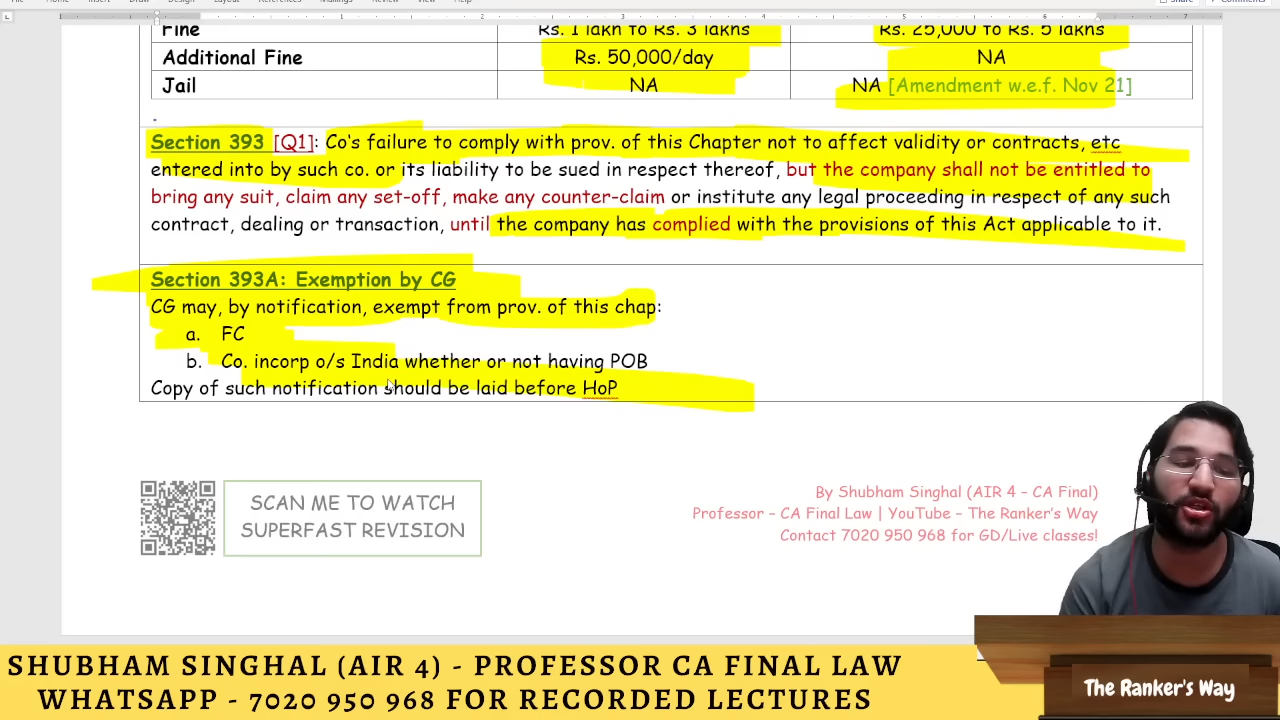 Fine Rs. 1 lakh to Rs. 3 lakhs Rs. 25,000 to Rs. 5 lakhs
Additional Fine Rs. 50,000/day NA
Jail NA NA [Amendment w.e.f. Nov 21]
.
Section 393 [Q1]: Co's failure to comply with prov. of this Chapter not to affect validity or contracts, etc
entered into by such co. or its liability to be sued in respect thereof, but the company shall not be entitled to
bring any suit, claim any set-off, make any counter-claim or institute any legal proceeding in respect of any such
contract, dealing or transaction, until the company has complied with the provisions of this Act applicable to it.
Section 393A: Exemption by CG
CG may, by notification, exempt from prov. of this chap:
a. FC
b. Co. incorp o/s India whether or not having POB
Copy of such notification should be laid before HoP
SCAN ME TO WATCH
SUPERFAST REVISION
By Shubham Singhal (AIR 4 – CA Final)
Professor – CA Final Law | YouTube – The Ranker's Way
Contact 7020 950 968 for GD/Live classes!
SHUBHAM SINGHAL (AIR 4) - PROFESSOR CA FINAL LAW
WHATSAPP - 7020 950 968 FOR RECORDED LECTURES
The Ranker's Way